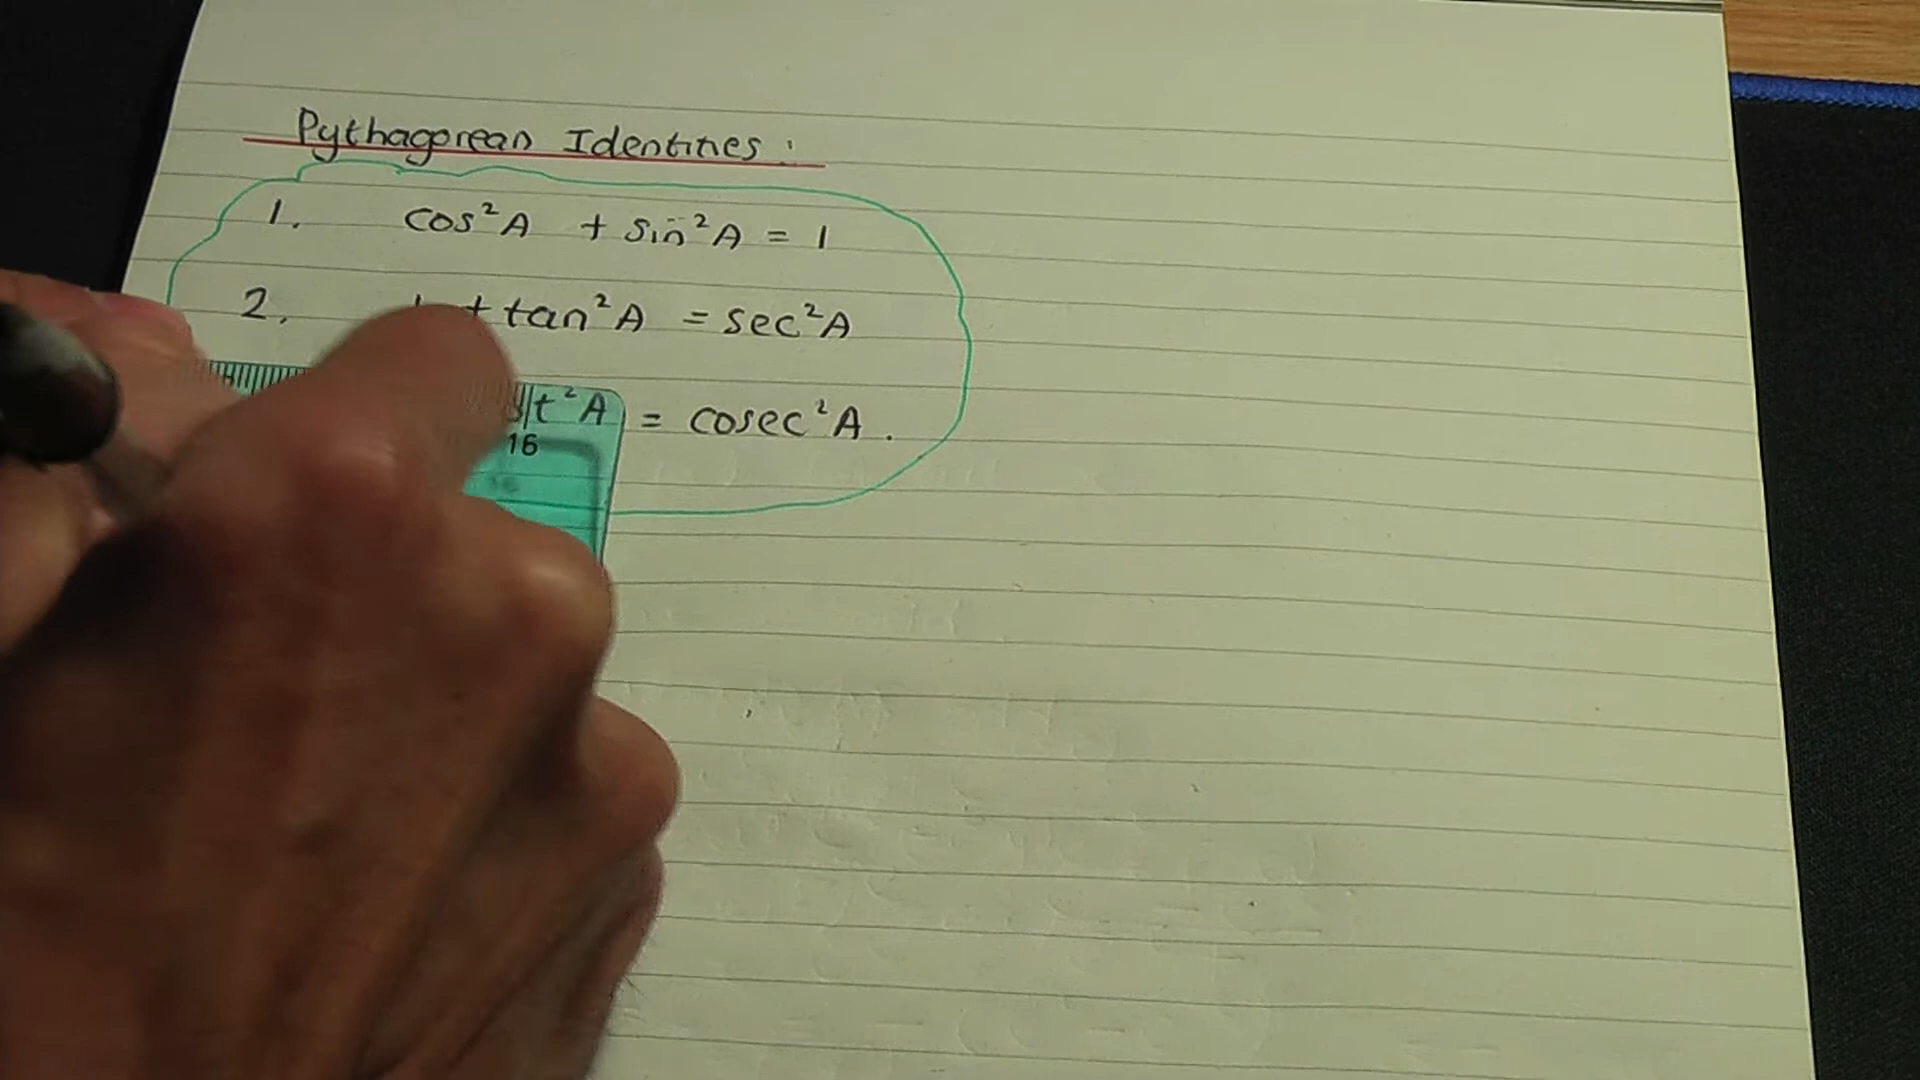 Pythagorean Identities :
1. cos²A + sin²A = 1
2. + tan²A = sec²A
t²A = cosec²A .
16